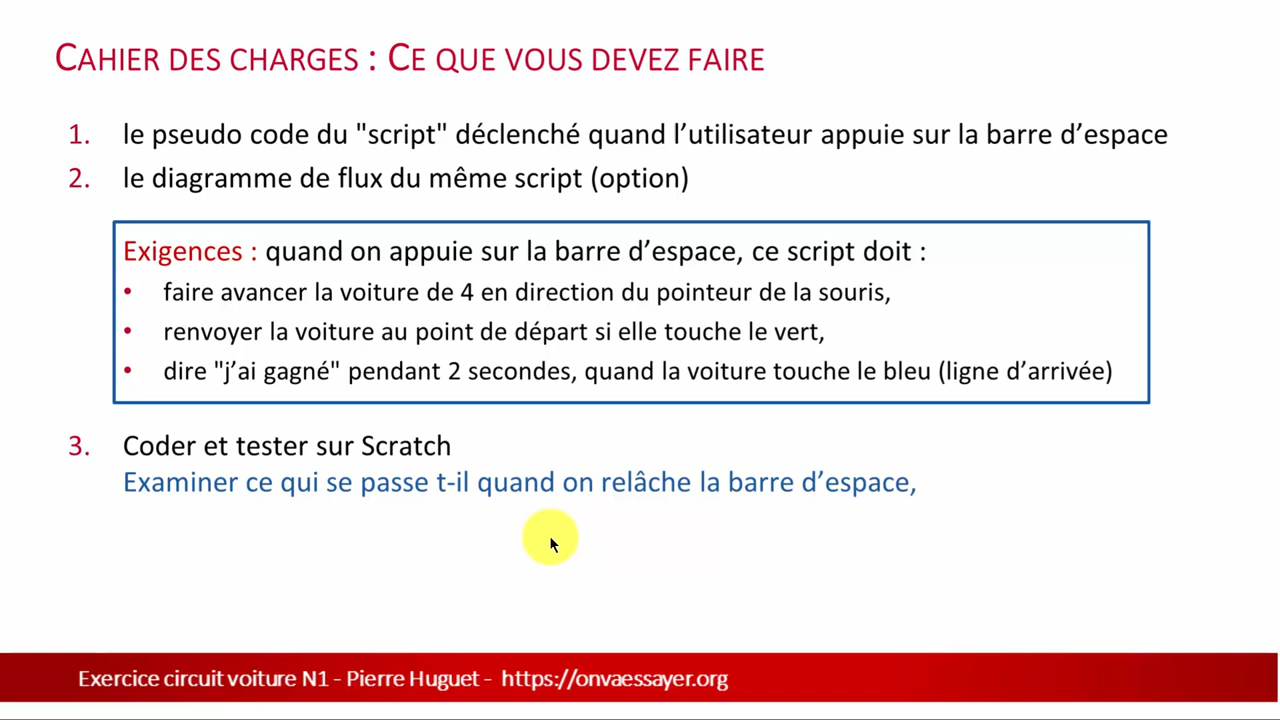 CAHIER DES CHARGES : CE QUE VOUS DEVEZ FAIRE
1. le pseudo code du "script" déclenché quand l’utilisateur appuie sur la barre d’espace
2. le diagramme de flux du même script (option)
Exigences : quand on appuie sur la barre d’espace, ce script doit :
• faire avancer la voiture de 4 en direction du pointeur de la souris,
• renvoyer la voiture au point de départ si elle touche le vert,
• dire "j’ai gagné" pendant 2 secondes, quand la voiture touche le bleu (ligne d’arrivée)
3. Coder et tester sur Scratch
Examiner ce qui se passe t-il quand on relâche la barre d’espace,
Exercice circuit voiture N1 - Pierre Huguet - https://onvaessayer.org